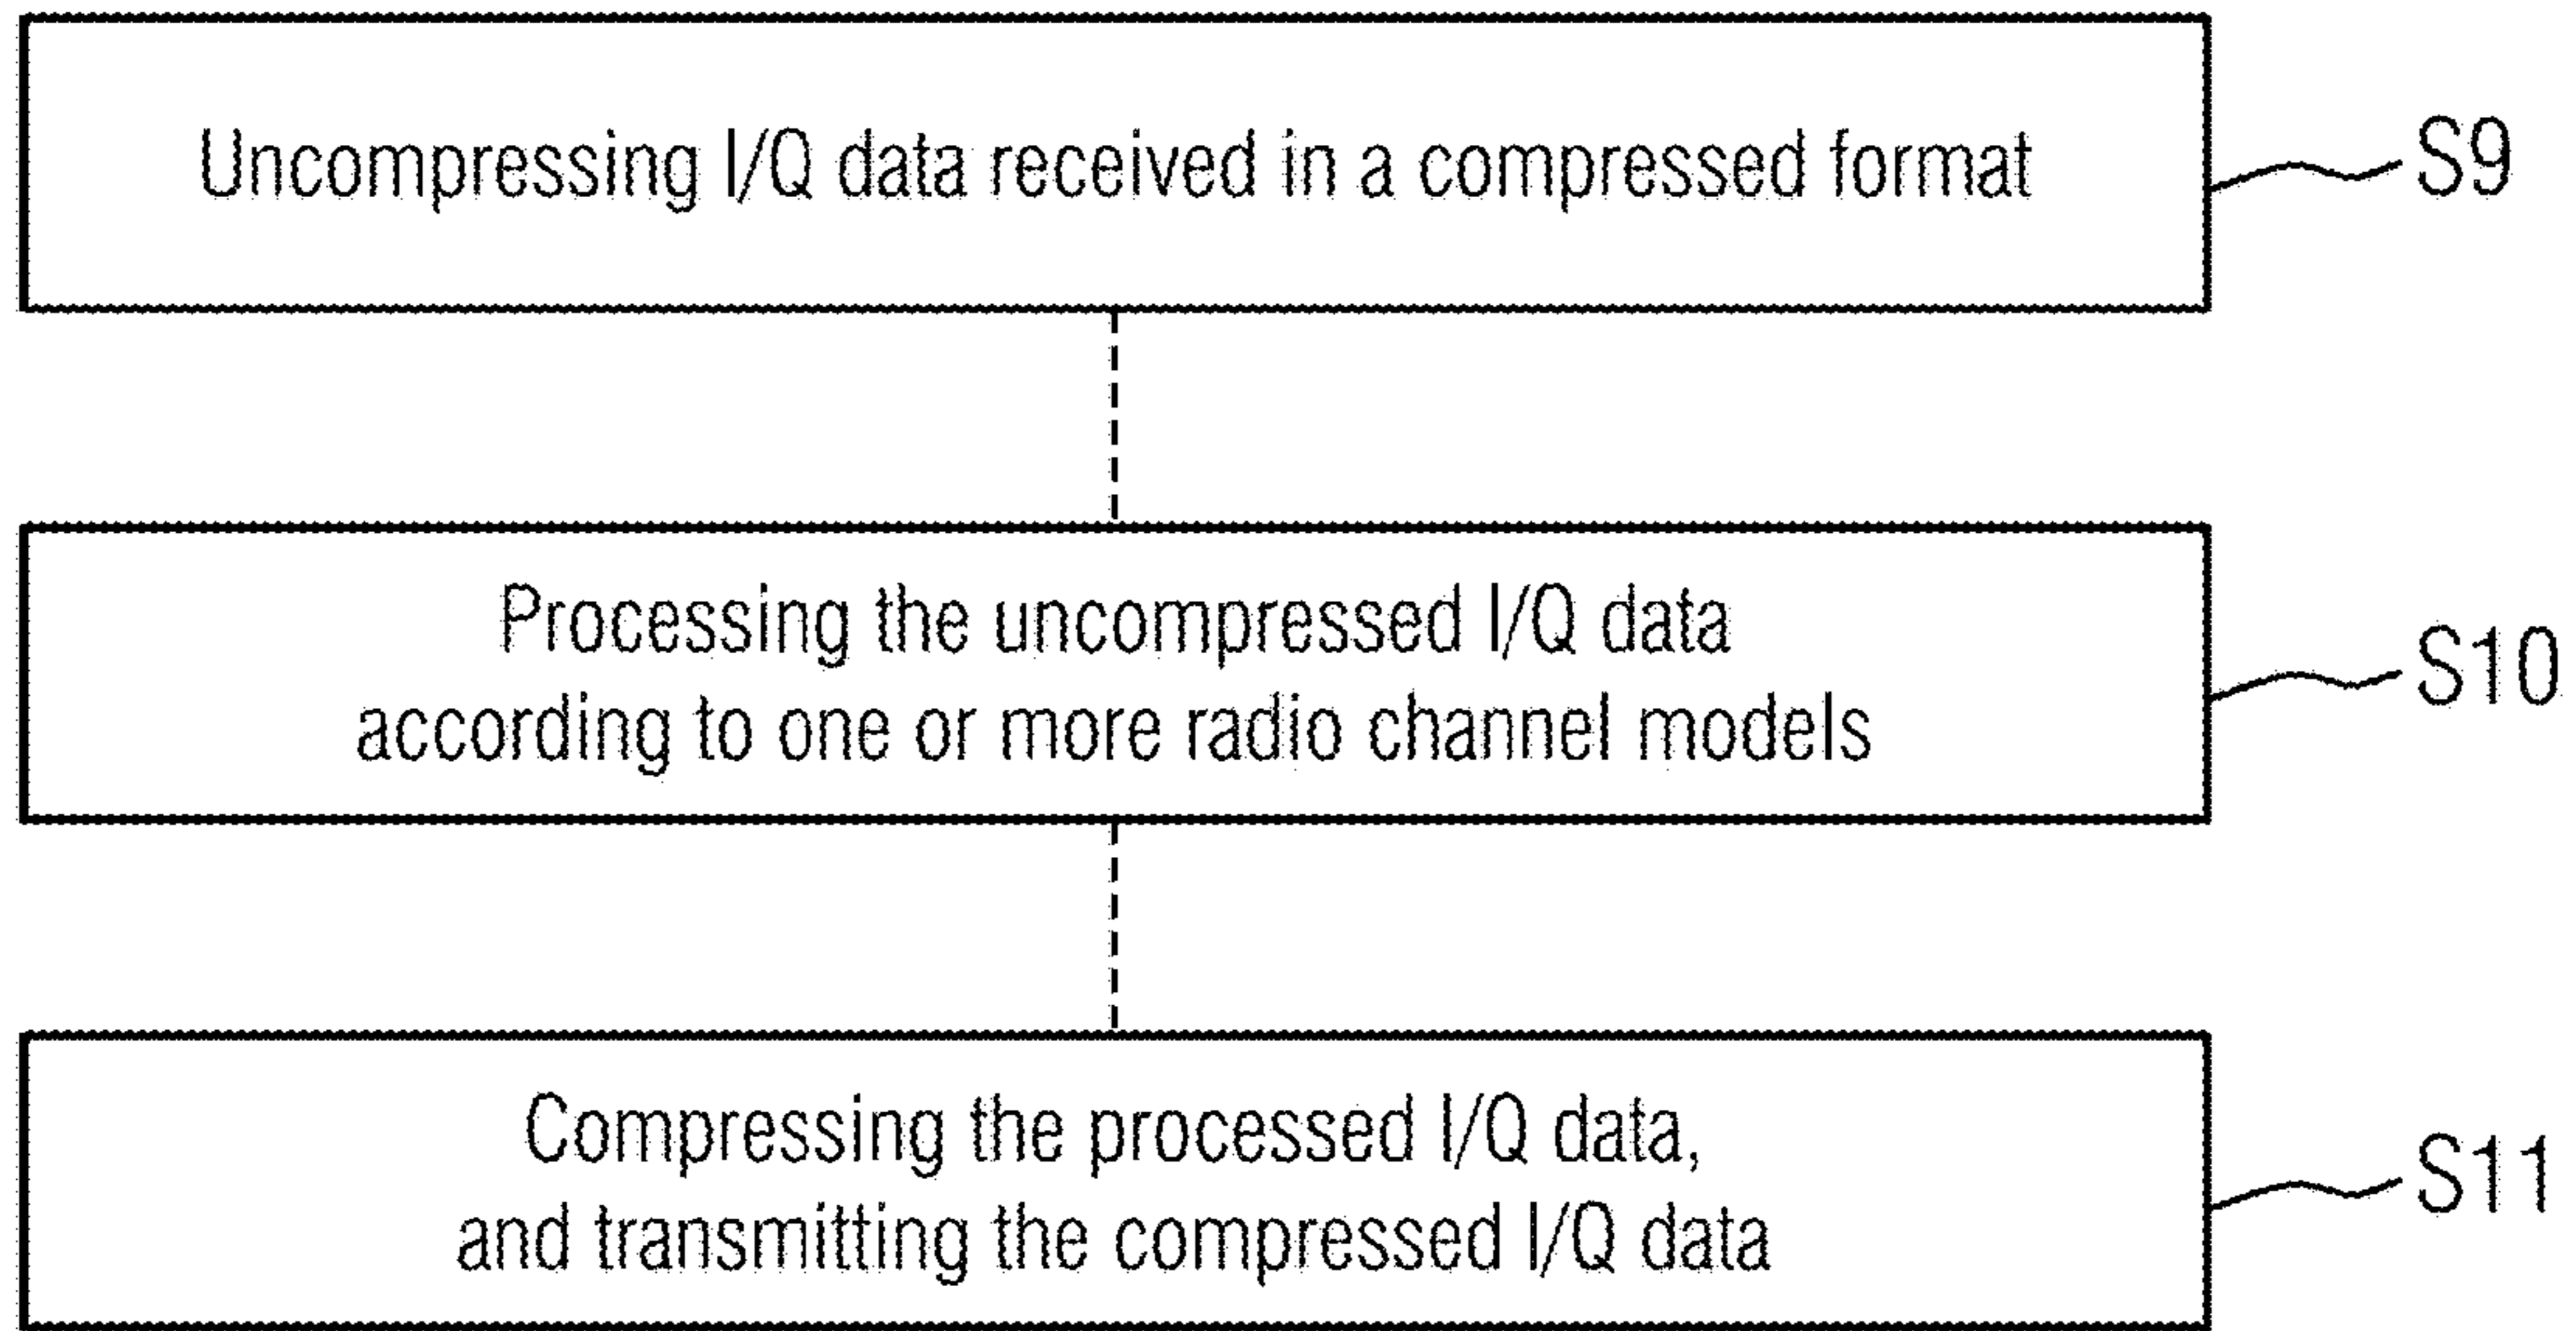 Uncompressing I/Q data received in a compressed format
S9
Processing the uncompressed I/Q data
according to one or more radio channel models
S10
Compressing the processed I/Q data,
and transmitting the compressed I/Q data
S11